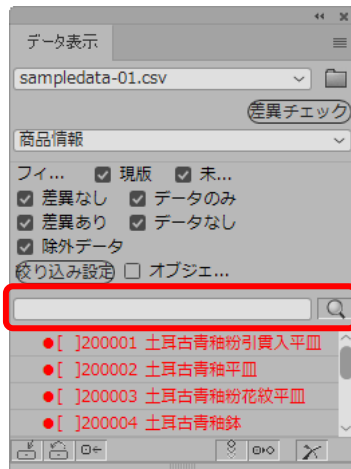 データ表示
sampledata-01.csv
差異チェック
商品情報
フィ... 現版 未...
差異なし データのみ
差異あり データなし
除外データ
絞り込み設定 オブジェ...
●[ ]200001 土耳古青釉粉引貫入平皿
●[ ]200002 土耳古青釉平皿
●[ ]200003 土耳古青釉粉花紋平皿
●[ ]200004 土耳古青釉鉢